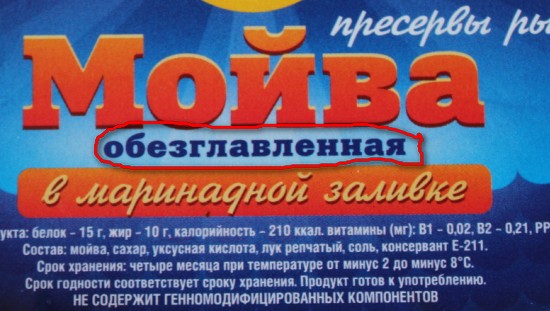 пресервы ры
Мойва
обезглавленная
в маринадной заливке
укта: белок - 15 г, жир - 10 г, калорийность - 210 ккал. витамины (мг): В1 - 0,02, В2 - 0,21, РР
Состав: мойва, сахар, уксусная кислота, лук репчатый, соль, консервант Е-211.
Срок хранения: четыре месяца при температуре от минус 2 до минус 8°С.
Срок годности соответствует сроку хранения. Продукт готов к употреблению.
НЕ СОДЕРЖИТ ГЕННОМОДИФИЦИРОВАННЫХ КОМПОНЕНТОВ